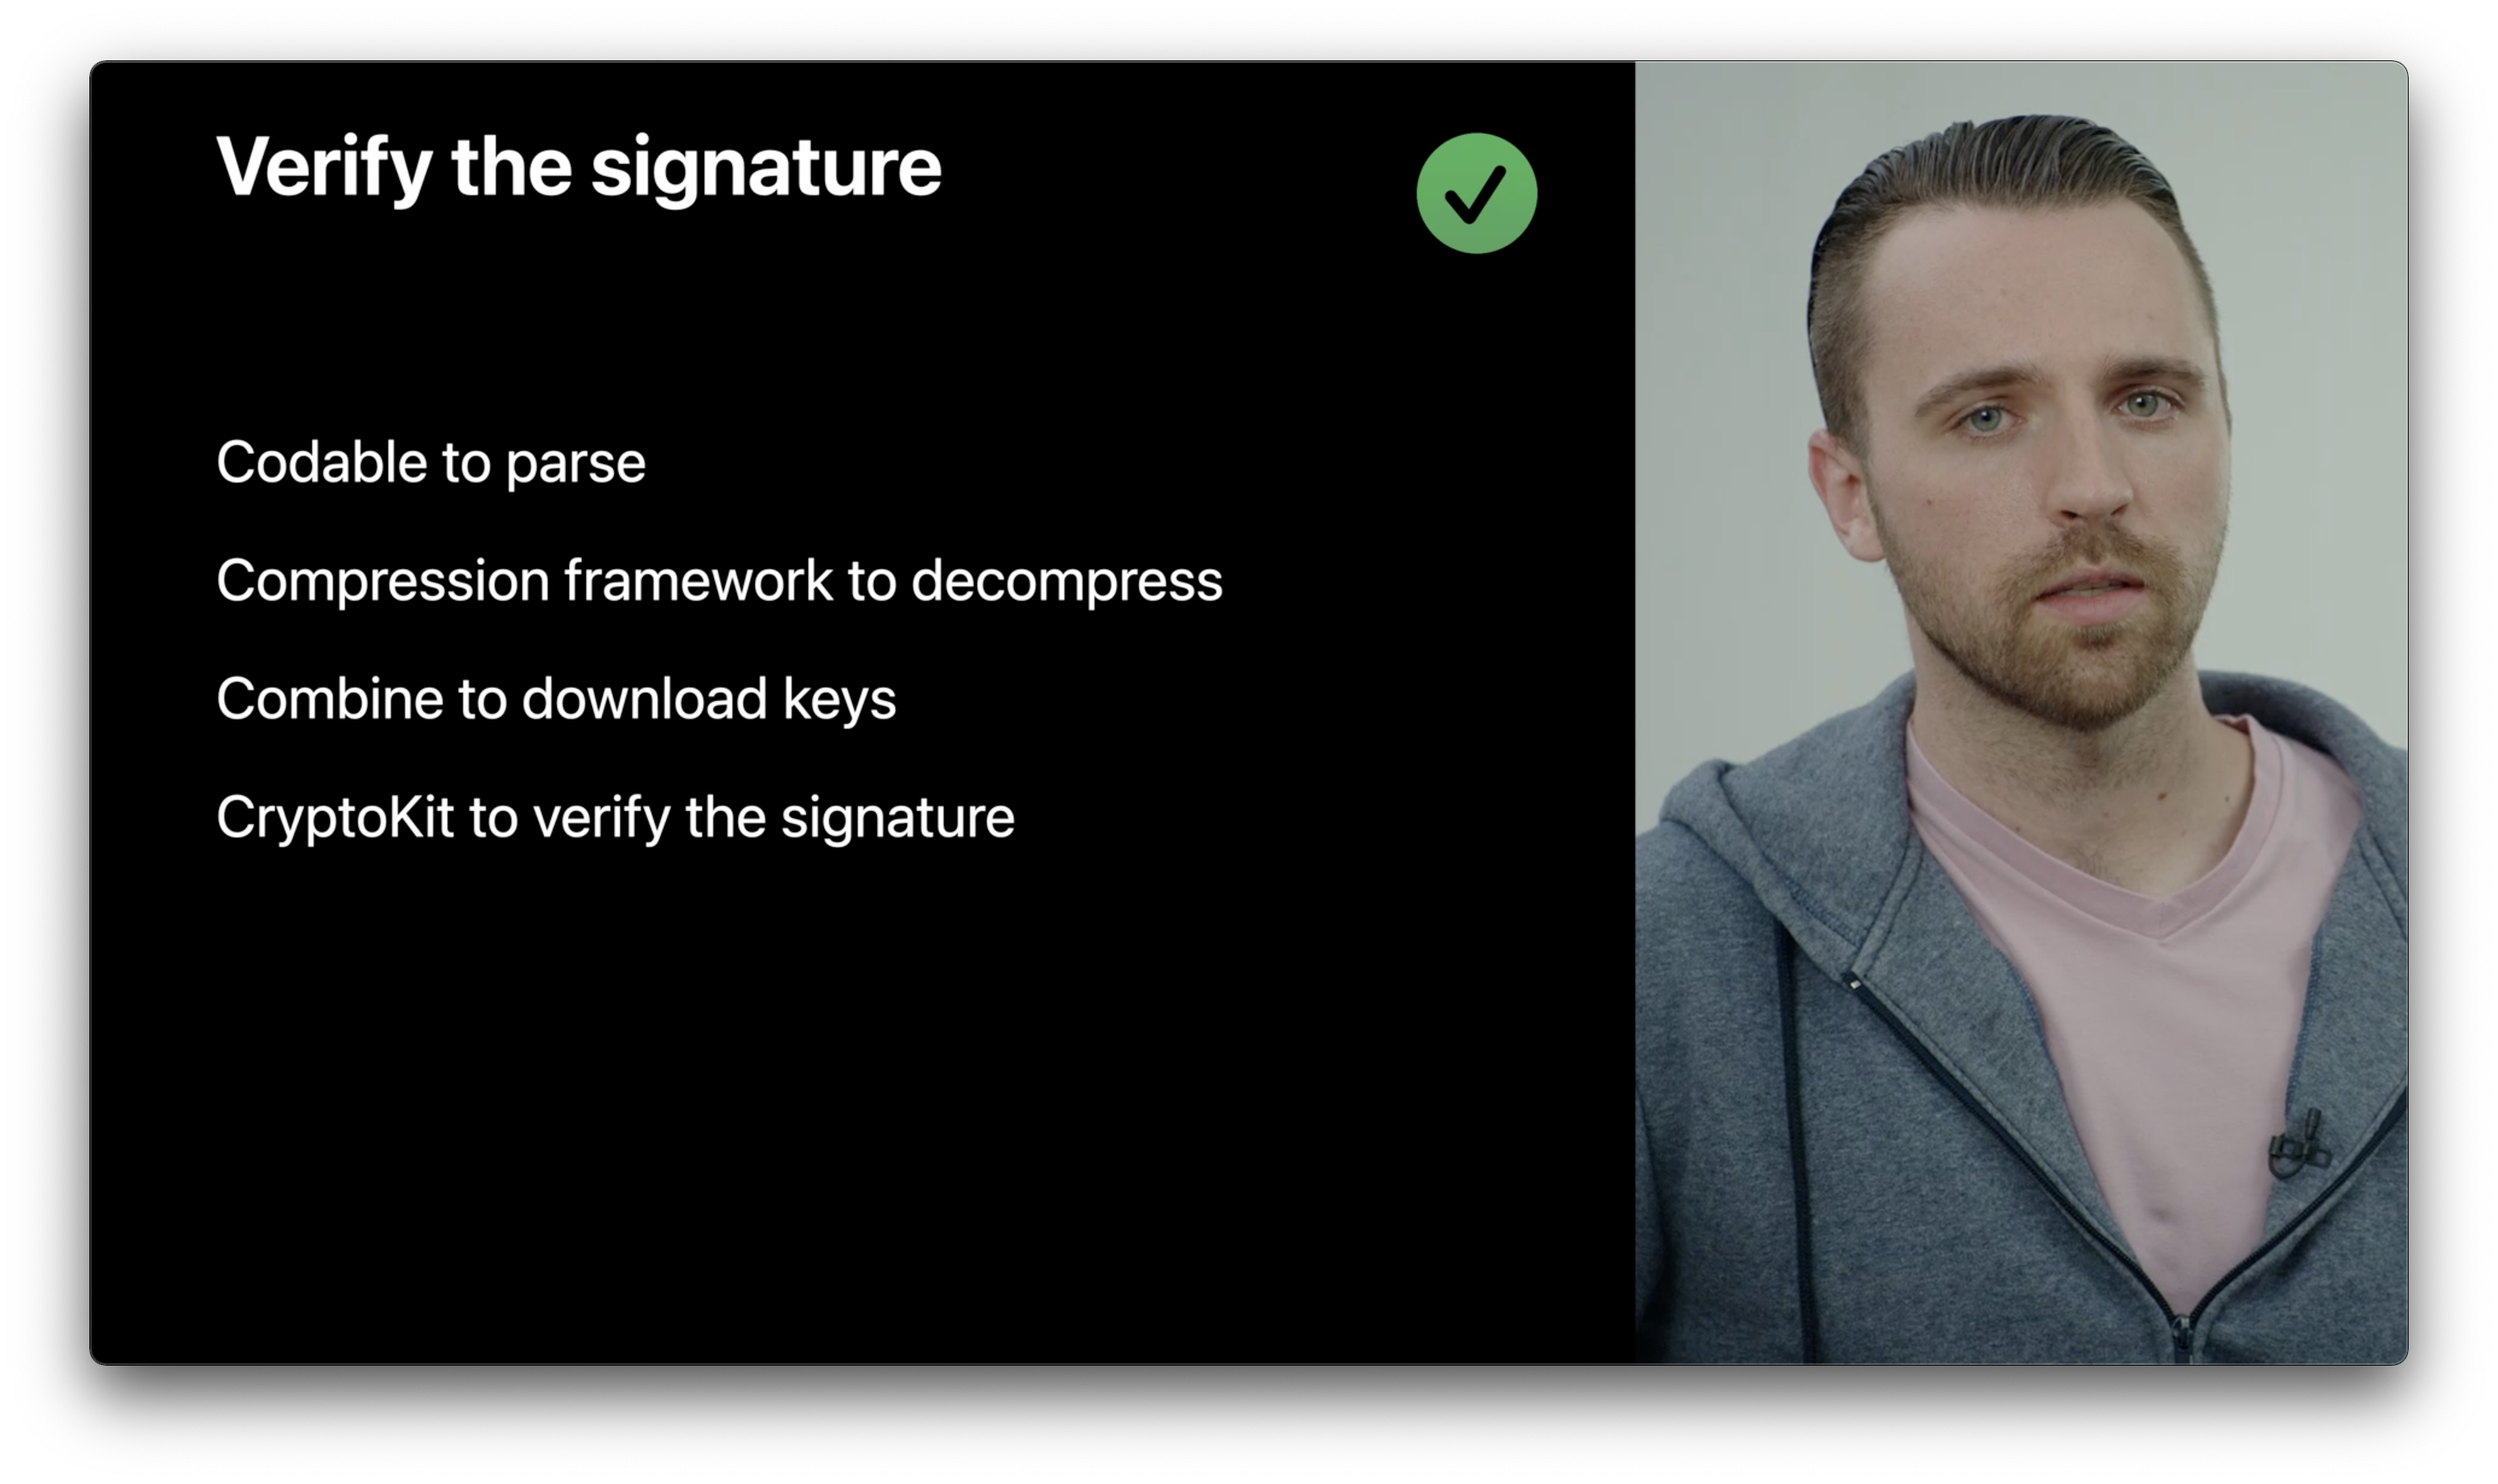 Verify the signature
Codable to parse
Compression framework to decompress
Combine to download keys
CryptoKit to verify the signature